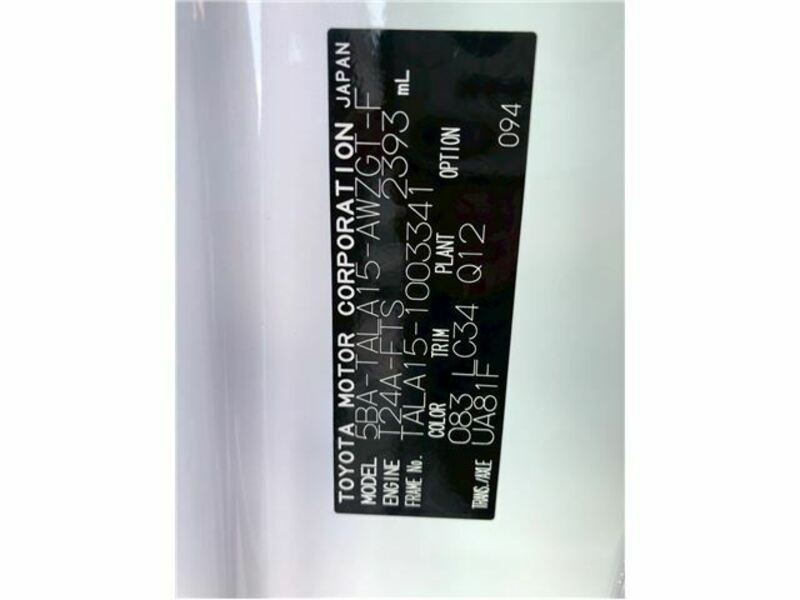 TOYOTA MOTOR CORPORATION JAPAN
MODEL 5BA-TALA15-AWZGT-F
ENGINE T24A-FTS 2393 mL
FRAME No. TALA15-1003341
COLOR TRIM PLANT OPTION
083 LC34 Q12
TRANS./AXLE UA81F 094